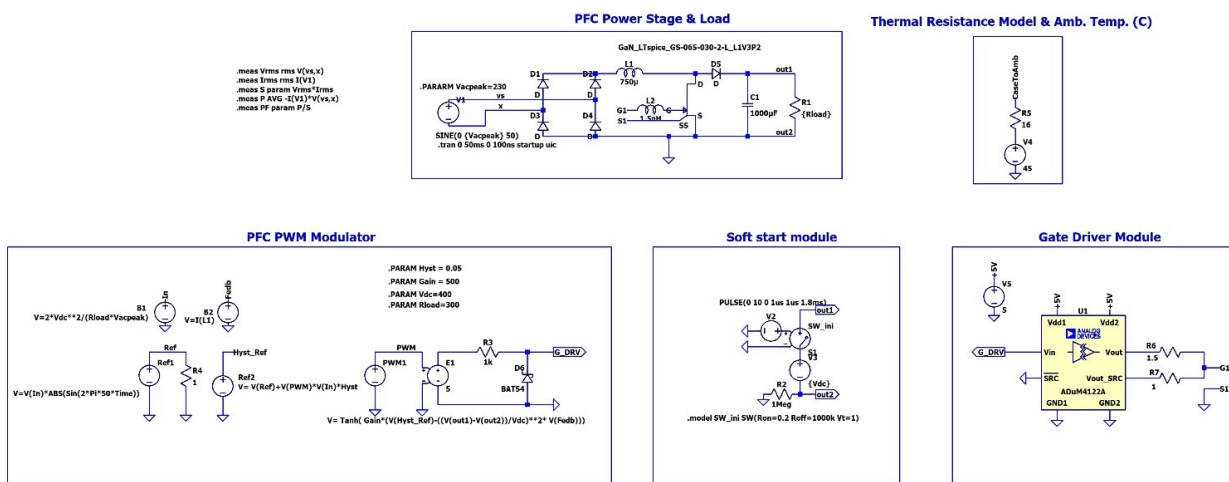 PFC Power Stage & Load
Thermal Resistance Model & Amb. Temp. (C)
.meas Vrms rms V(vs,x)
.meas Irms rms I(V1)
.meas S param Vrms*Irms
.meas P AVG -I(V1)*V(vs,x)
.meas PF param P/S
GaN_LTspice_GS-065-030-2-L_L1V3P2
.PARARM Vacpeak=230
V1
vs
x
SINE(0 {Vacpeak} 50)
.tran 0 50ms 0 100ns startup uic
D1
D
D2
D
D3
D
D4
D
L1
750µ
D5
D
D
G1
L2
1.5nH
G
S1
SS
S
C1
1000µF
out1
R1
{Rload}
out2
CaseToAmb
R5
16
V4
45
PFC PWM Modulator
.PARAM Hyst = 0.05
.PARAM Gain = 500
.PARAM Vdc=400
.PARAM Rload=300
In
B1
V=2*Vdc**2/(Rload*Vacpeak)
Fedb
B2
V=I(L1)
Ref
Ref1
R4
1
V=V(In)*ABS(Sin(2*Pi*50*Time))
Hyst_Ref
Ref2
V= V(Ref)+V(PWM)*V(In)*Hyst
PWM
PWM1
E1
5
R3
1k
D6
BAT54
G_DRV
V= Tanh( Gain*(V(Hyst_Ref)-((V(out1)-V(out2))/Vdc)**2* V(Fedb)))
Soft start module
PULSE(0 10 0 1us 1us 1.8ms)
out1
V2
SW_ini
S1
V3
{Vdc}
R2
1Meg
out2
.model SW_ini SW(Ron=0.2 Roff=1000k Vt=1)
Gate Driver Module
+5V
V5
5
+5V
+5V
U1
Vdd1
Vdd2
ANALOG
DEVICES
G_DRV
Vin
Vout
SRC
Vout_SRC
ADuM4122A
GND1
GND2
R6
1.5
R7
1
G1
S1